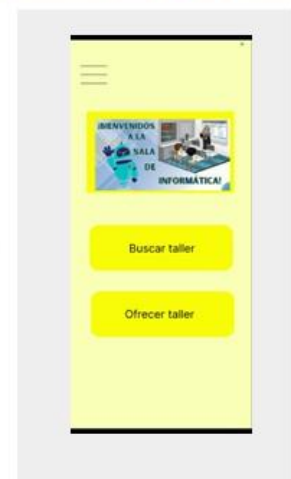 ¡BIENVENIDOS
A LA
SALA
DE
INFORMÁTICA!
Buscar taller
Ofrecer taller